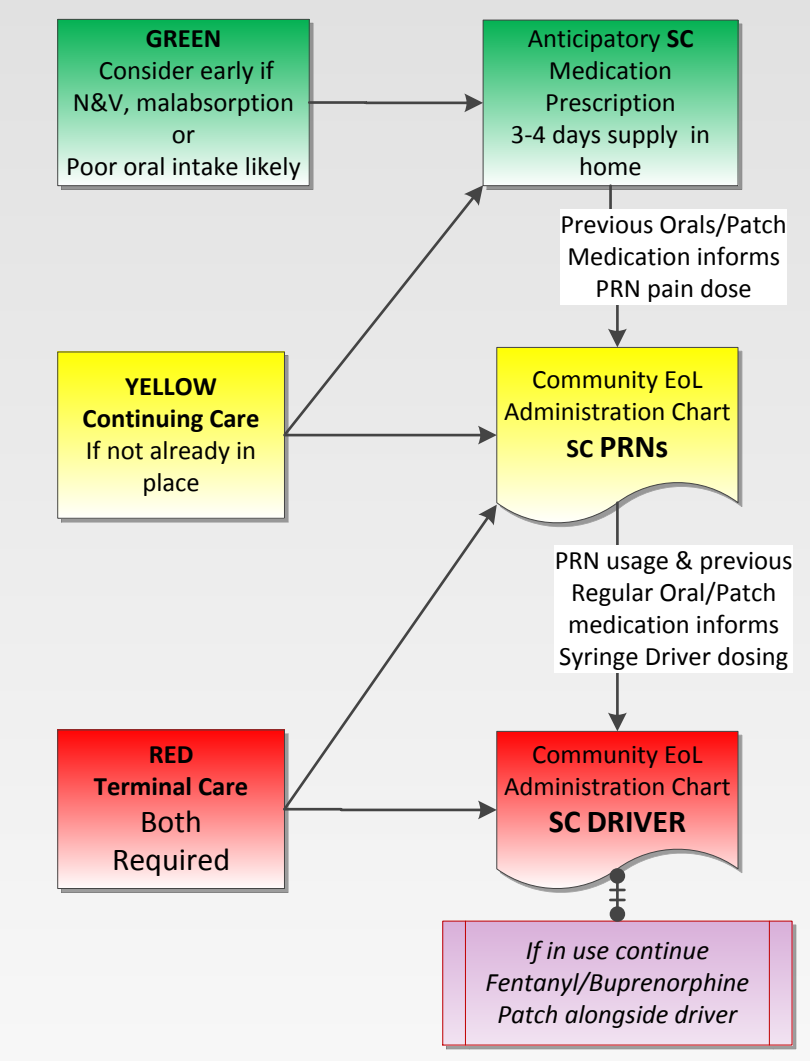 GREEN
Consider early if
N&V, malabsorption
or
Poor oral intake likely
Anticipatory SC
Medication
Prescription
3-4 days supply in
home
Previous Orals/Patch
Medication informs
PRN pain dose
YELLOW
Continuing Care
If not already in
place
Community EoL
Administration Chart
SC PRNs
PRN usage & previous
Regular Oral/Patch
medication informs
Syringe Driver dosing
RED
Terminal Care
Both
Required
Community EoL
Administration Chart
SC DRIVER
If in use continue
Fentanyl/Buprenorphine
Patch alongside driver